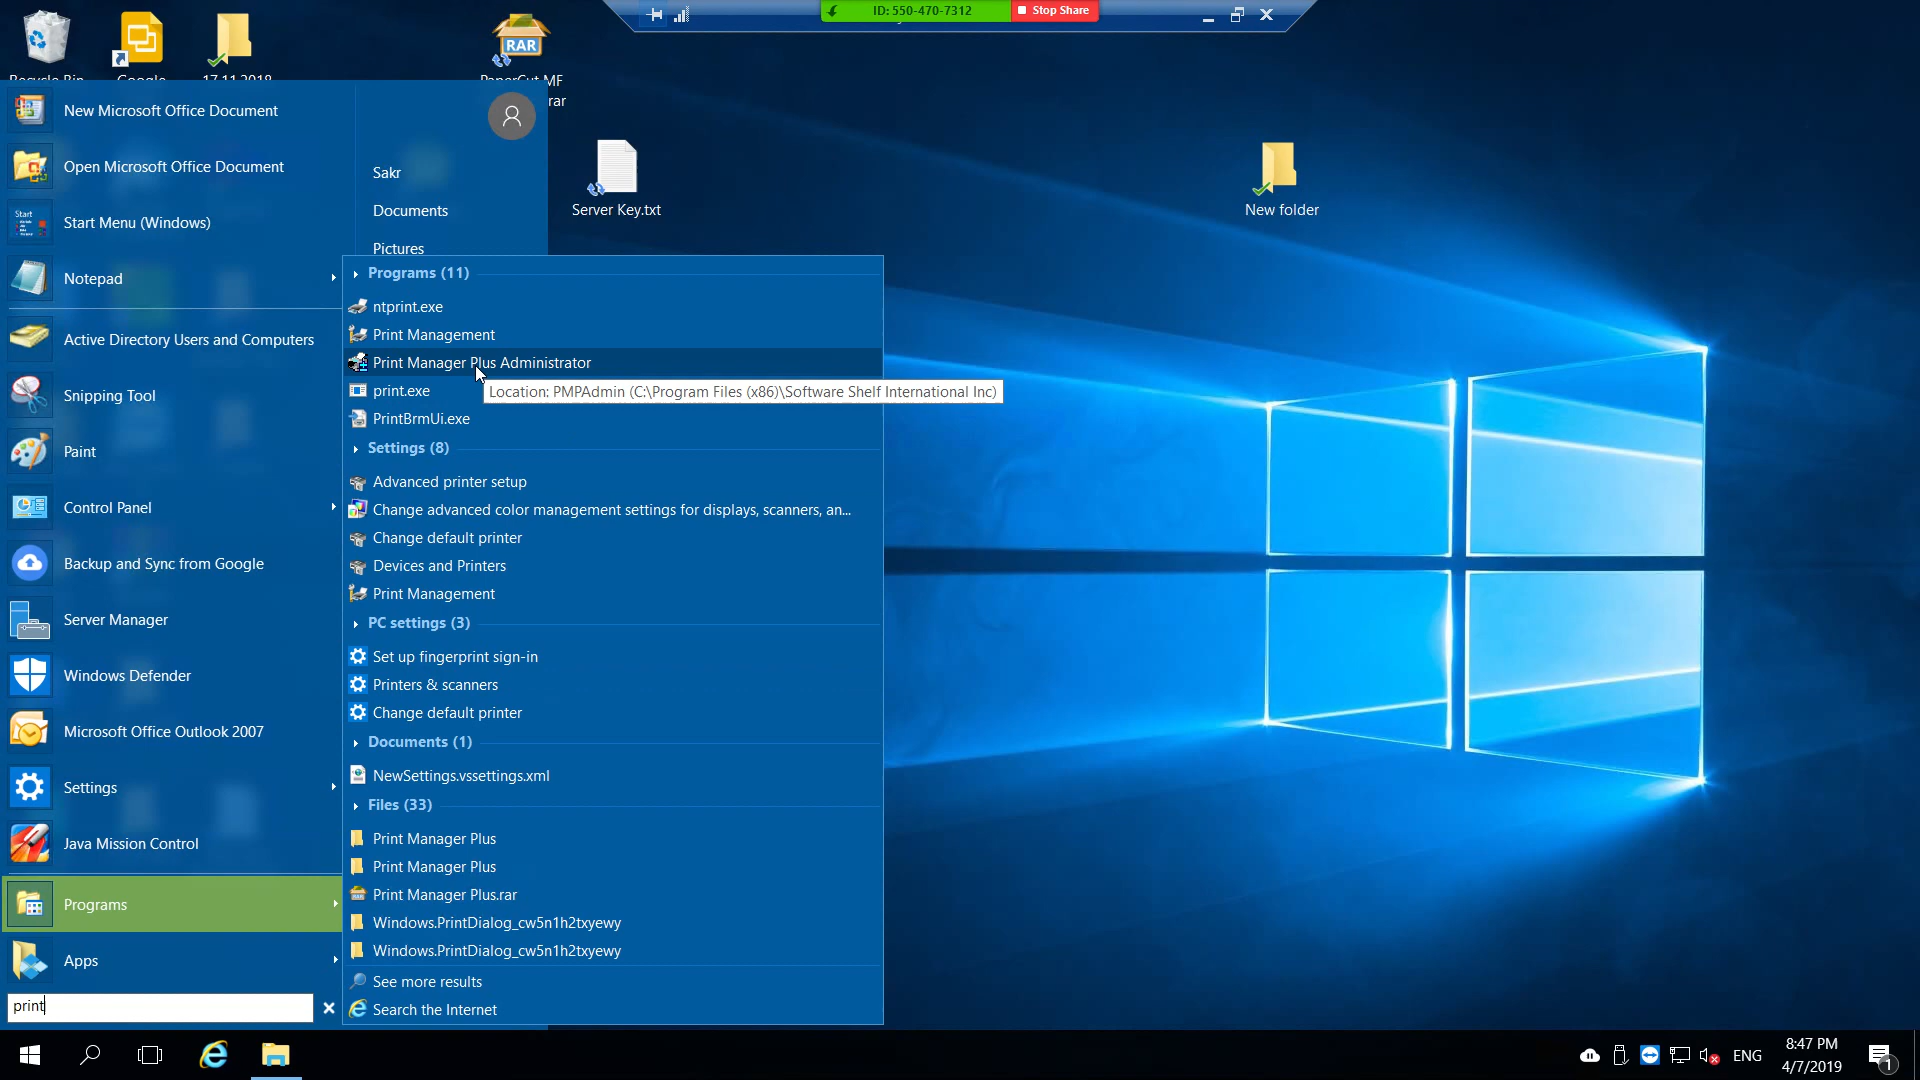 ID: 550-470-7312
Stop Share
RAR
PaperCut MF
rar
New Microsoft Office Document
Open Microsoft Office Document
Start Menu (Windows)
Notepad
Active Directory Users and Computers
Snipping Tool
Paint
Control Panel
Backup and Sync from Google
Server Manager
Windows Defender
Microsoft Office Outlook 2007
Settings
Java Mission Control
Programs
Apps
print
Start
Sakr
Documents
Pictures
Server Key.txt
New folder
Programs (11)
ntprint.exe
Print Management
Print Manager Plus Administrator
print.exe
Location: PMPAdmin (C:\Program Files (x86)\Software Shelf International Inc)
PrintBrmUi.exe
Settings (8)
Advanced printer setup
Change advanced color management settings for displays, scanners, an...
Change default printer
Devices and Printers
Print Management
PC settings (3)
Set up fingerprint sign-in
Printers & scanners
Change default printer
Documents (1)
NewSettings.vssettings.xml
Files (33)
Print Manager Plus
Print Manager Plus
Print Manager Plus.rar
Windows.PrintDialog_cw5n1h2txyewy
Windows.PrintDialog_cw5n1h2txyewy
See more results
Search the Internet
ENG
8:47 PM
4/7/2019
1